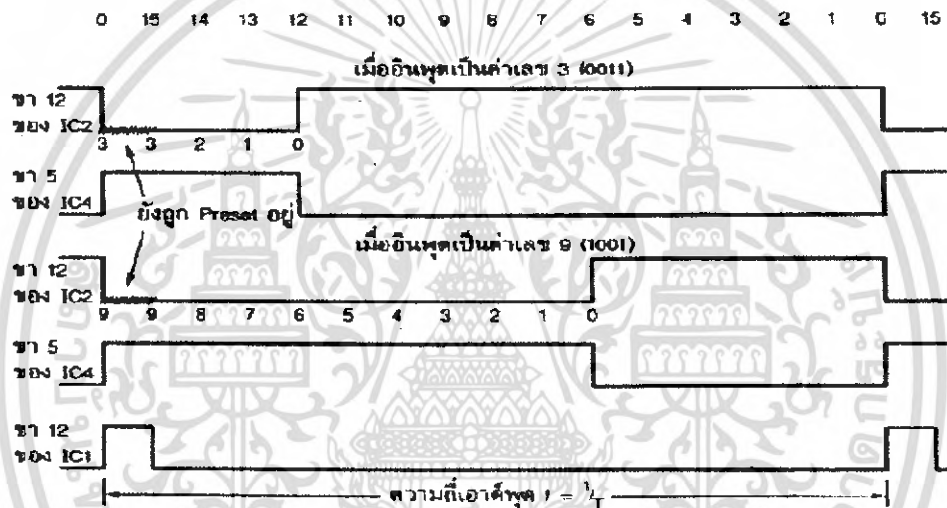 0 15 14 13 12 11 10 9 8 7 6 5 4 3 2 1 0 15
เมื่ออินพุตเป็นค่าเลข 3 (0011)
ขา 12
ของ IC2
3 3 2 1 0
ขา 5
ของ IC4
ยังถูก Preset อยู่
เมื่ออินพุตเป็นค่าเลข 9 (1001)
ขา 12
ของ IC2
9 9 8 7 6 5 4 3 2 1 0
ขา 5
ของ IC4
ขา 12
ของ IC1
ความถี่เอาต์พุต f = 1/T